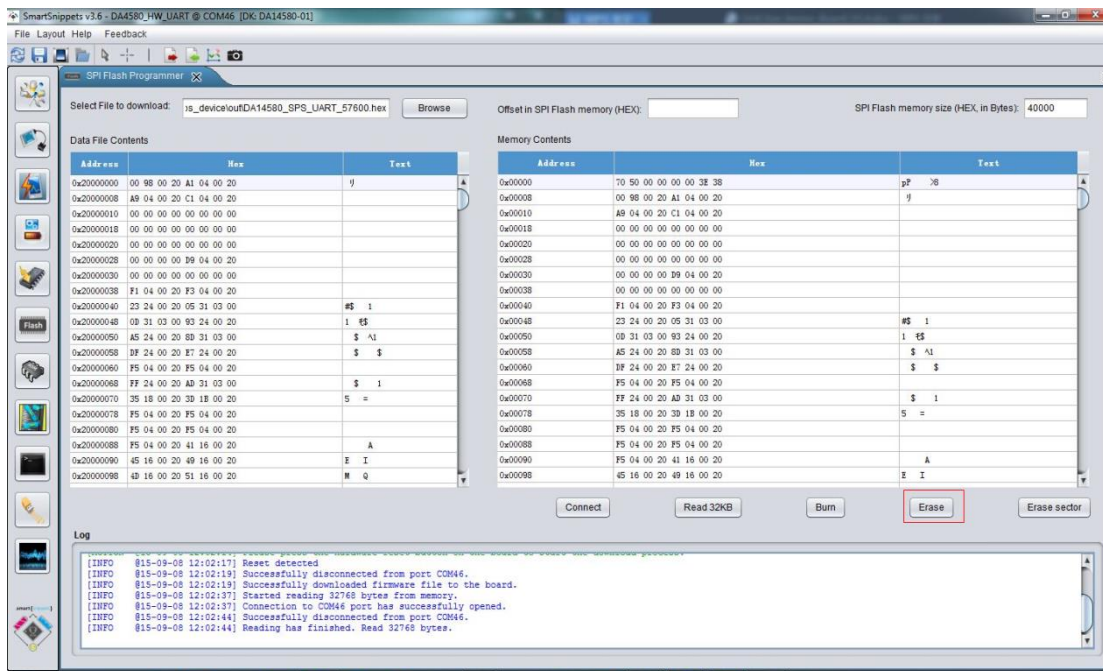 SmartSnippets v3.6 - DA4580_HW_UART @ COM46 [DK: DA14580-01]
File Layout Help Feedback
SPI Flash Programmer
Select File to download: ss_device\out\DA14580_SPS_UART_57600.hex Browse Offset in SPI Flash memory (HEX): SPI Flash memory size (HEX, in Bytes): 40000
Data File Contents Memory Contents
Address Hex Text Address Hex Text
0x20000000 00 98 00 20 A1 04 00 20 リ 0x00000 70 50 00 00 00 00 3E 38 pP >8
0x20000008 A9 04 00 20 C1 04 00 20 0x00008 00 98 00 20 A1 04 00 20 リ
0x20000010 00 00 00 00 00 00 00 00 0x00010 A9 04 00 20 C1 04 00 20
0x20000018 00 00 00 00 00 00 00 00 0x00018 00 00 00 00 00 00 00 00
0x20000020 00 00 00 00 00 00 00 00 0x00020 00 00 00 00 00 00 00 00
0x20000028 00 00 00 00 D9 04 00 20 0x00028 00 00 00 00 00 00 00 00
0x20000030 00 00 00 00 00 00 00 00 0x00030 00 00 00 00 D9 04 00 20
0x20000038 F1 04 00 20 F3 04 00 20 0x00038 00 00 00 00 00 00 00 00
0x20000040 23 24 00 20 05 31 03 00 #$ 1 0x00040 F1 04 00 20 F3 04 00 20
0x20000048 0D 31 03 00 93 24 00 20 1 $ 0x00048 23 24 00 20 05 31 03 00 #$ 1
0x20000050 A5 24 00 20 8D 31 03 00 $ ^1 0x00050 0D 31 03 00 93 24 00 20 1 $
0x20000058 DF 24 00 20 E7 24 00 20 $ $ 0x00058 A5 24 00 20 8D 31 03 00 $ ^1
0x20000060 F5 04 00 20 F5 04 00 20 0x00060 DF 24 00 20 E7 24 00 20 $ $
0x20000068 FF 24 00 20 AD 31 03 00 $ 1 0x00068 F5 04 00 20 F5 04 00 20
0x20000070 35 18 00 20 3D 1B 00 20 5 = 0x00070 FF 24 00 20 AD 31 03 00 $ 1
0x20000078 F5 04 00 20 F5 04 00 20 0x00078 35 18 00 20 3D 1B 00 20 5 =
0x20000080 F5 04 00 20 F5 04 00 20 0x00080 F5 04 00 20 F5 04 00 20
0x20000088 F5 04 00 20 41 16 00 20 A 0x00088 F5 04 00 20 F5 04 00 20
0x20000090 45 16 00 20 49 16 00 20 E I 0x00090 F5 04 00 20 41 16 00 20 A
0x20000098 4D 16 00 20 51 16 00 20 M Q 0x00098 45 16 00 20 49 16 00 20 E I
Flash
Connect Read 32KB Burn Erase Erase sector
Log
[INFO @15-09-08 12:02:17] Reset detected
[INFO @15-09-08 12:02:19] Successfully disconnected from port COM46.
[INFO @15-09-08 12:02:19] Successfully downloaded firmware file to the board.
[INFO @15-09-08 12:02:37] Started reading 32768 bytes from memory.
[INFO @15-09-08 12:02:37] Connection to COM46 port has successfully opened.
[INFO @15-09-08 12:02:44] Successfully disconnected from port COM46.
[INFO @15-09-08 12:02:44] Reading has finished. Read 32768 bytes.